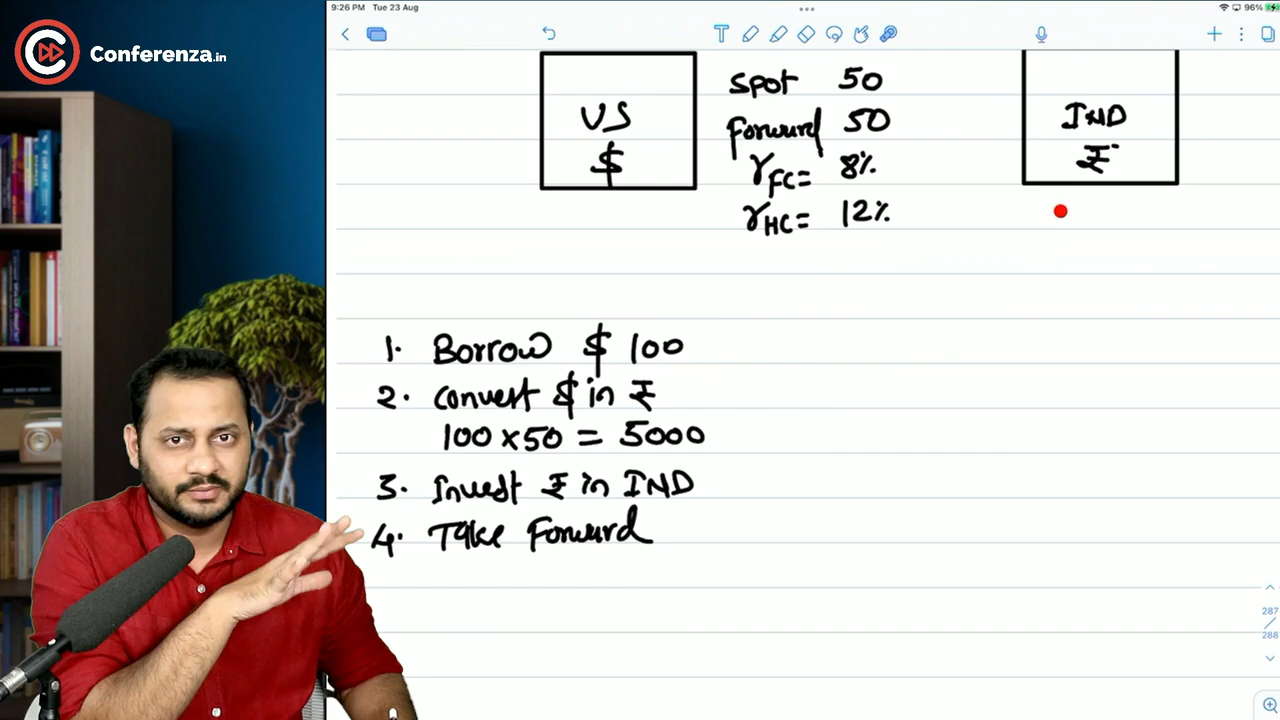 9:26 PM Tue 23 Aug
96%
Conferenza.in
US
$
Spot 50
Forward 50
rFC= 8%
rHC= 12%
IND
₹
1. Borrow $ 100
2. Convert $ in ₹
100 x 50 = 5000
3. Invest ₹ in IND
4. Take Forward
287
288